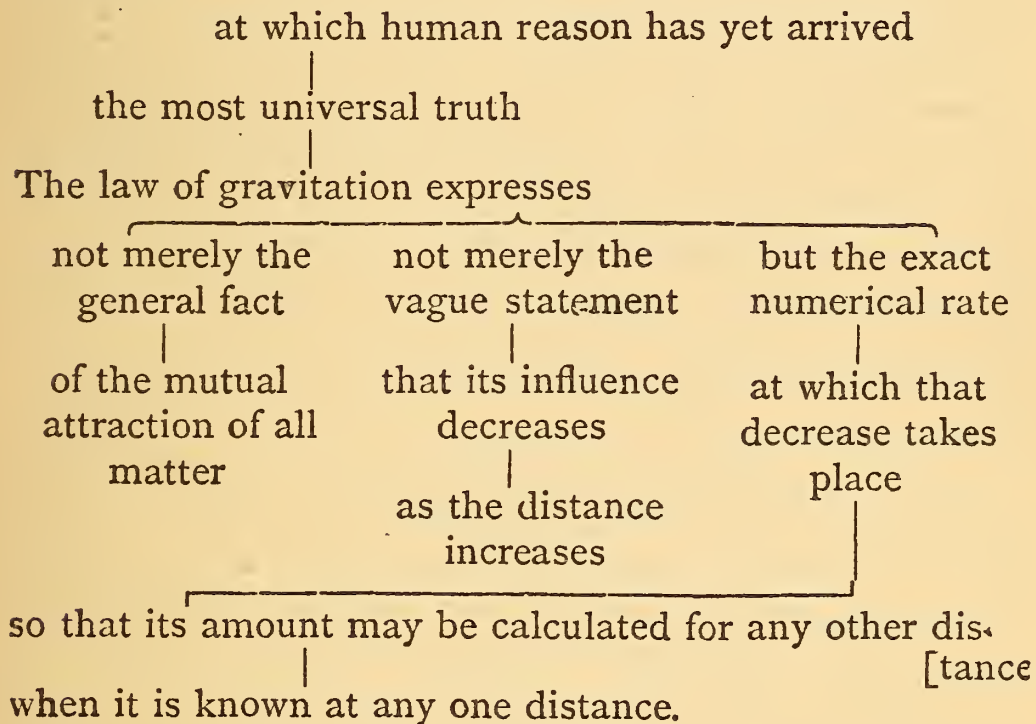 at which human reason has yet arrived
the most universal truth
The law of gravitation expresses
not merely the
general fact
of the mutual
attraction of all
matter
not merely the
vague statement
that its influence
decreases
as the distance
increases
but the exact
numerical rate
at which that
decrease takes
place
so that its amount may be calculated for any other dis-
[tance
when it is known at any one distance.